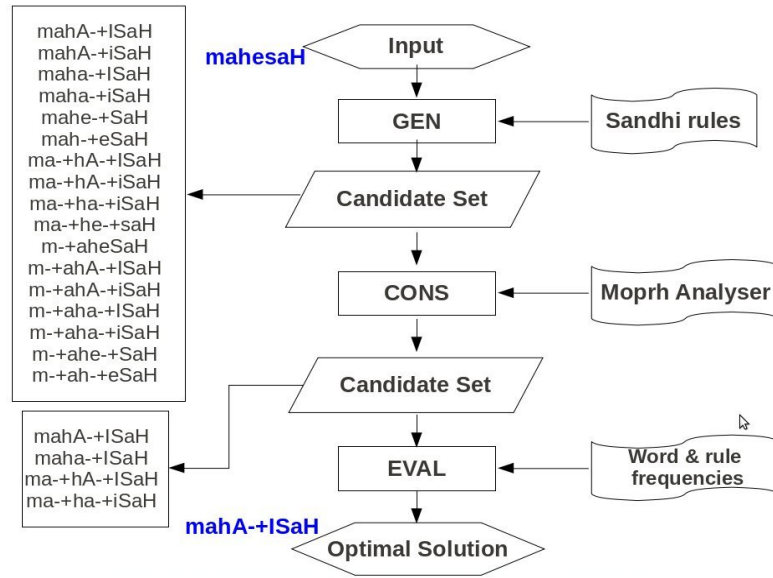 mahA-+ISaH
mahA-+iSaH
maha-+ISaH
maha-+iSaH
mahe-+SaH
mah-+eSaH
ma-+hA-+ISaH
ma-+hA-+iSaH
ma-+ha-+iSaH
ma-+he-+saH
m-+aheSaH
m-+ahA-+ISaH
m-+ahA-+iSaH
m-+aha-+ISaH
m-+aha-+iSaH
m-+ahe-+SaH
m-+ah-+eSaH
mahesaH
Input
GEN
Sandhi rules
Candidate Set
CONS
Moprh Analyser
Candidate Set
mahA-+ISaH
maha-+ISaH
ma-+hA-+ISaH
ma-+ha-+iSaH
EVAL
Word & rule
frequencies
mahA-+ISaH
Optimal Solution